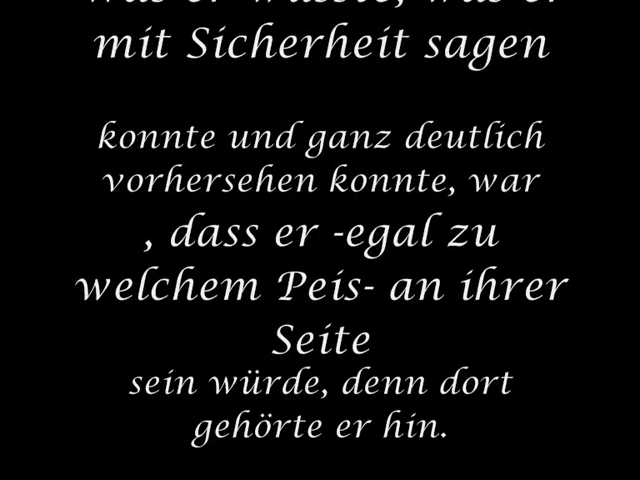 mit Sicherheit sagen
konnte und ganz deutlich
vorhersehen konnte, war
, dass er -egal zu
welchem Peis- an ihrer
Seite
sein würde, denn dort
gehörte er hin.